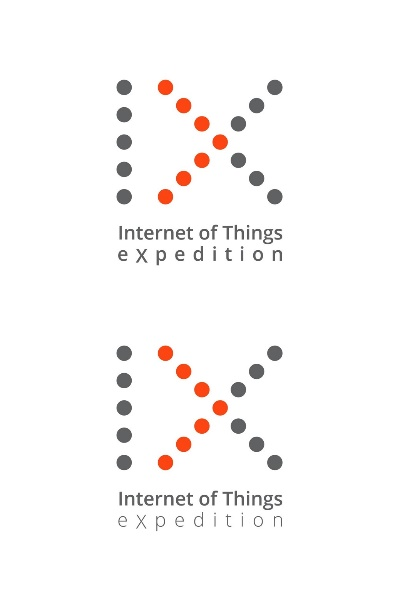 Internet of Things
eXpedition
Internet of Things
eXpedition